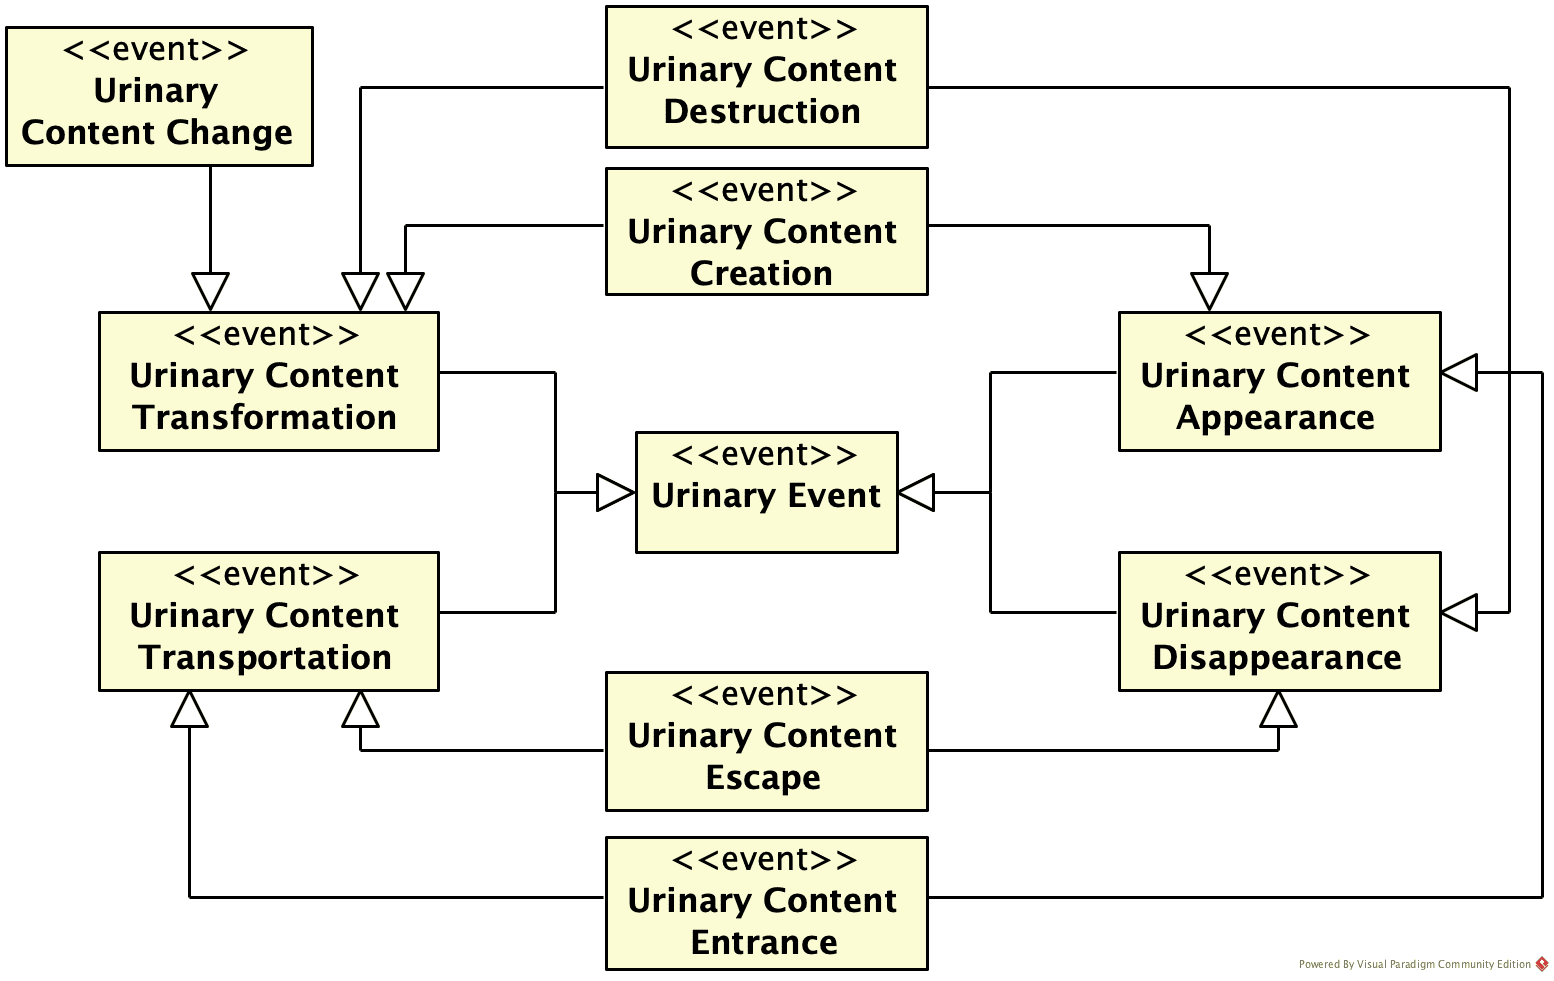 <<event>>
Urinary
Content Change
<<event>>
Urinary Content
Destruction
<<event>>
Urinary Content
Creation
<<event>>
Urinary Content
Transformation
<<event>>
Urinary Content
Appearance
<<event>>
Urinary Event
<<event>>
Urinary Content
Transportation
<<event>>
Urinary Content
Disappearance
<<event>>
Urinary Content
Escape
<<event>>
Urinary Content
Entrance
Powered By Visual Paradigm Community Edition